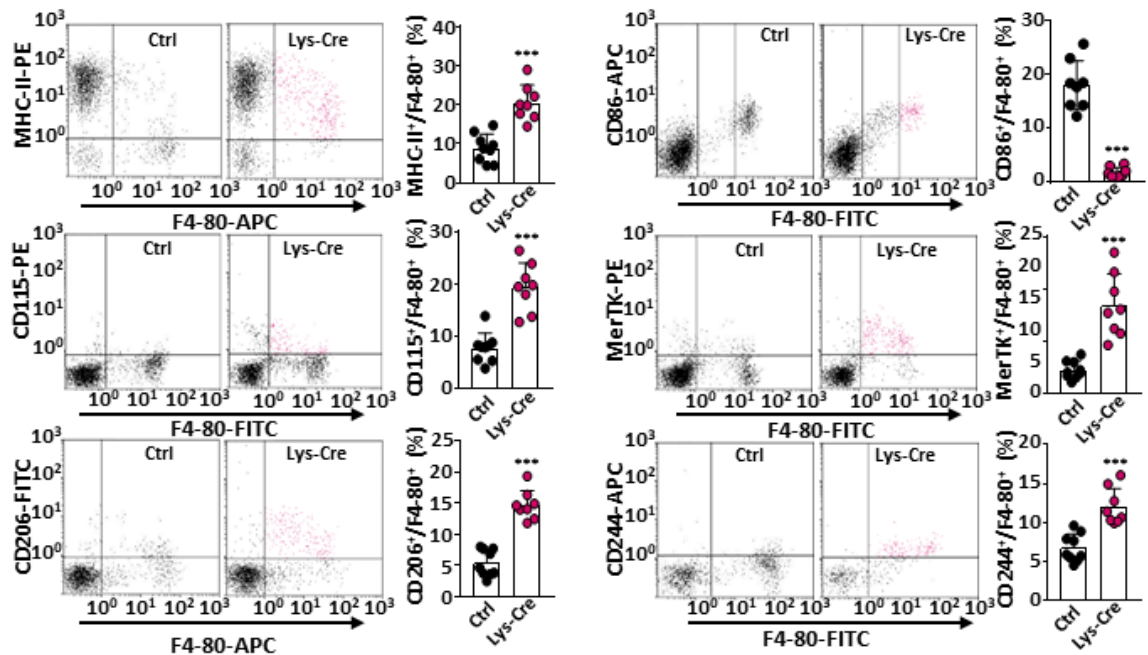 10³
10²
10¹
10⁰
MHC-II-PE
Ctrl
Lys-Cre
10⁰ 10¹ 10² 10³ 10⁰ 10¹ 10² 10³
F4-80-APC
MHC-II⁺/F4-80⁺ (%)
40
30
20
10
0
***
Ctrl
Lys-Cre
10³
10²
10¹
10⁰
CD86-APC
Ctrl
Lys-Cre
10⁰ 10¹ 10² 10³ 10⁰ 10¹ 10² 10³
F4-80-FITC
CD86⁺/F4-80⁺ (%)
30
20
10
0
***
Ctrl
Lys-Cre
10³
10²
10¹
10⁰
CD115-PE
Ctrl
Lys-Cre
10⁰ 10¹ 10² 10³ 10⁰ 10¹ 10² 10³
F4-80-FITC
CD115⁺/F4-80⁺ (%)
30
20
10
0
***
Ctrl
Lys-Cre
10³
10²
10¹
10⁰
MerTK-PE
Ctrl
Lys-Cre
10⁰ 10¹ 10² 10³ 10⁰ 10¹ 10² 10³
F4-80-FITC
MerTK⁺/F4-80⁺ (%)
25
20
15
10
5
0
***
Ctrl
Lys-Cre
10³
10²
10¹
10⁰
CD206-FITC
Ctrl
Lys-Cre
10⁰ 10¹ 10² 10³ 10⁰ 10¹ 10² 10³
F4-80-APC
CD206⁺/F4-80⁺ (%)
25
20
15
10
5
0
***
Ctrl
Lys-Cre
10³
10²
10¹
10⁰
CD244-APC
Ctrl
Lys-Cre
10⁰ 10¹ 10² 10³ 10⁰ 10¹ 10² 10³
F4-80-FITC
CD244⁺/F4-80⁺ (%)
20
15
10
5
0
***
Ctrl
Lys-Cre